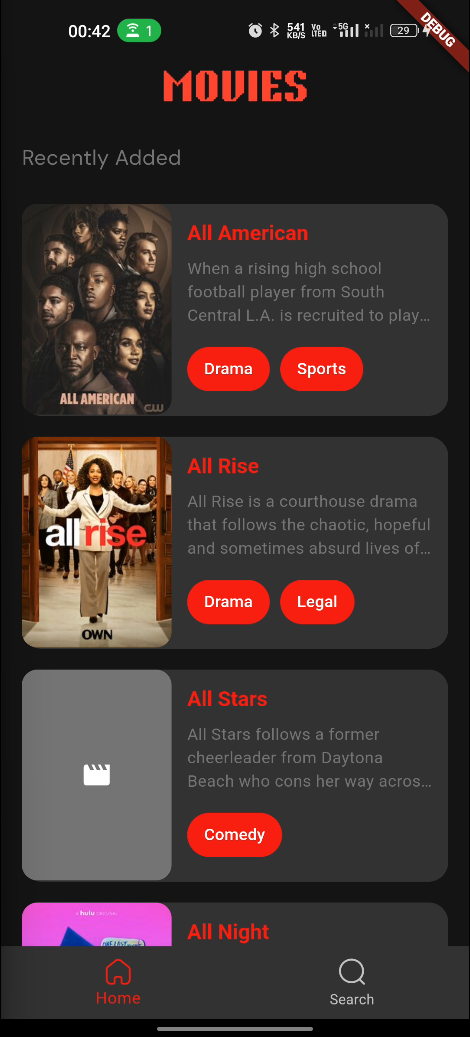 00:42
1
541
KB/S
Vo
LTED
5G
29
DEBUG
MOVIES
Recently Added
ALL AMERICAN
CW
All American
When a rising high school
football player from South
Central L.A. is recruited to play…
Drama
Sports
all rise
OWN
All Rise
All Rise is a courthouse drama
that follows the chaotic, hopeful
and sometimes absurd lives of…
Drama
Legal
All Stars
All Stars follows a former
cheerleader from Daytona
Beach who cons her way acros…
Comedy
hulu
All Night
Home
Search